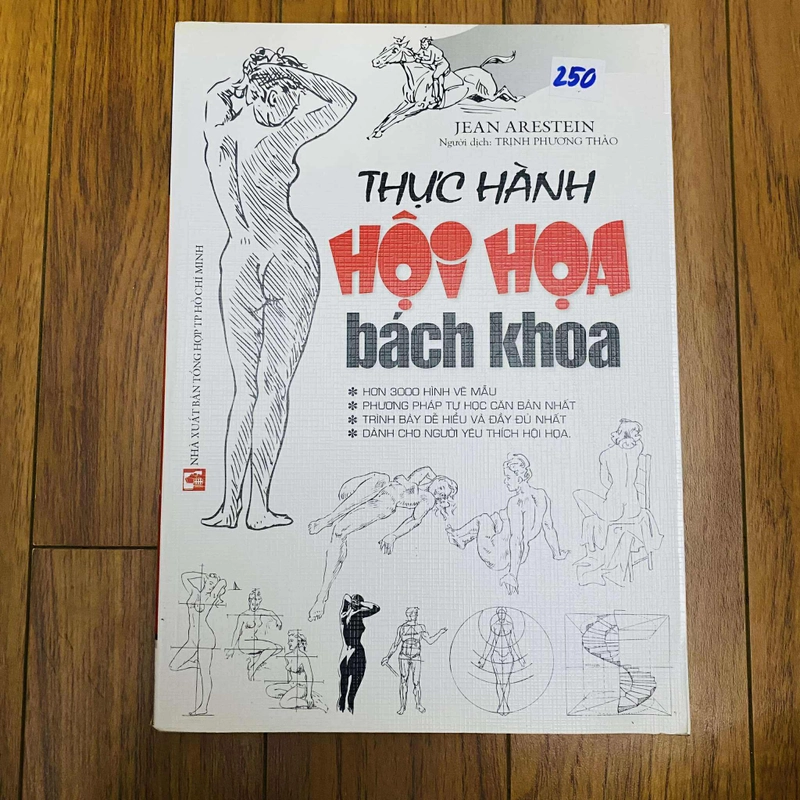 250
JEAN ARESTEIN
Người dịch: TRỊNH PHƯƠNG THẢO
THỰC HÀNH
HỘI HỌA
bách khoa
* HƠN 3000 HÌNH VẼ MẪU
* PHƯƠNG PHÁP TỰ HỌC CĂN BẢN NHẤT
* TRÌNH BÀY DỄ HIỂU VÀ ĐẦY ĐỦ NHẤT
* DÀNH CHO NGƯỜI YÊU THÍCH HỘI HỌA.
NHÀ XUẤT BẢN TỔNG HỢP TP HỒ CHÍ MINH